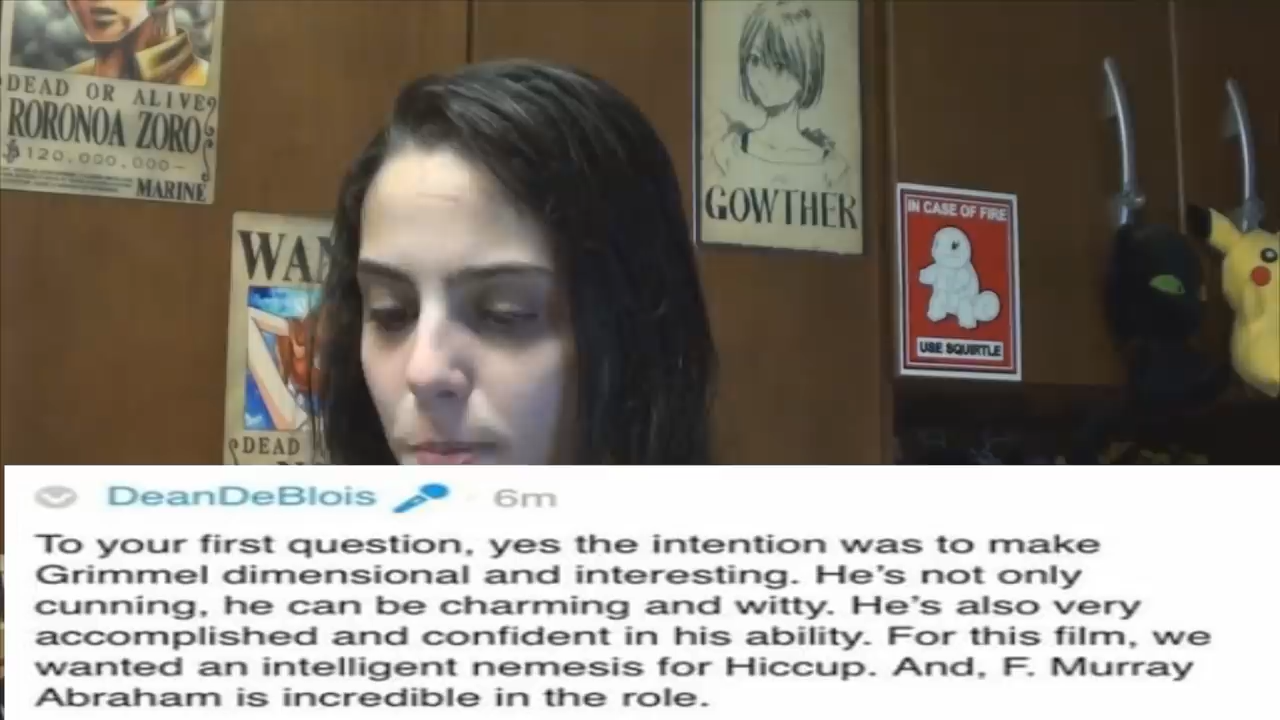 DEAD OR ALIVE
RORONOA ZORO
$120,000,000-
MARINE
GOWTHER
IN CASE OF FIRE
USE SQUIRTLE
DEAD
DeanDeBlois 6m
To your first question, yes the intention was to make
Grimmel dimensional and interesting. He's not only
cunning, he can be charming and witty. He's also very
accomplished and confident in his ability. For this film, we
wanted an intelligent nemesis for Hiccup. And, F. Murray
Abraham is incredible in the role.